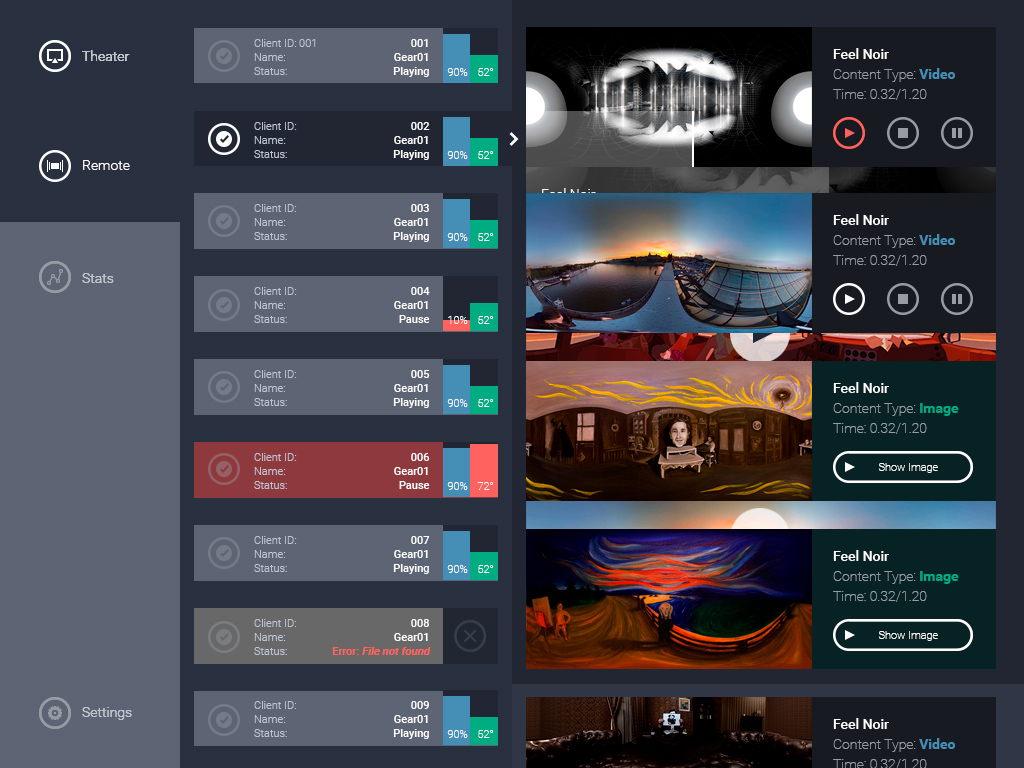 Theater
Remote
Stats
Settings
Client ID: 001 001
Name: Gear01
Status: Playing
90% 52°
Client ID: 002
Name: Gear01
Status: Playing
90% 52°
Client ID: 003
Name: Gear01
Status: Playing
90% 52°
Client ID: 004
Name: Gear01
Status: Pause
10% 52°
Client ID: 005
Name: Gear01
Status: Playing
90% 52°
Client ID: 006
Name: Gear01
Status: Pause
90% 72°
Client ID: 007
Name: Gear01
Status: Playing
90% 52°
Client ID: 008
Name: Gear01
Status: Error: File not found
Client ID: 009
Name: Gear01
Status: Playing
90% 52°
Feel Noir
Content Type: Video
Time: 0.32/1.20
Feel Noir
Feel Noir
Content Type: Video
Time: 0.32/1.20
Feel Noir
Content Type: Image
Time: 0.32/1.20
Show Image
Feel Noir
Content Type: Image
Time: 0.32/1.20
Show Image
Feel Noir
Content Type: Video
Time: 0.32/1.20